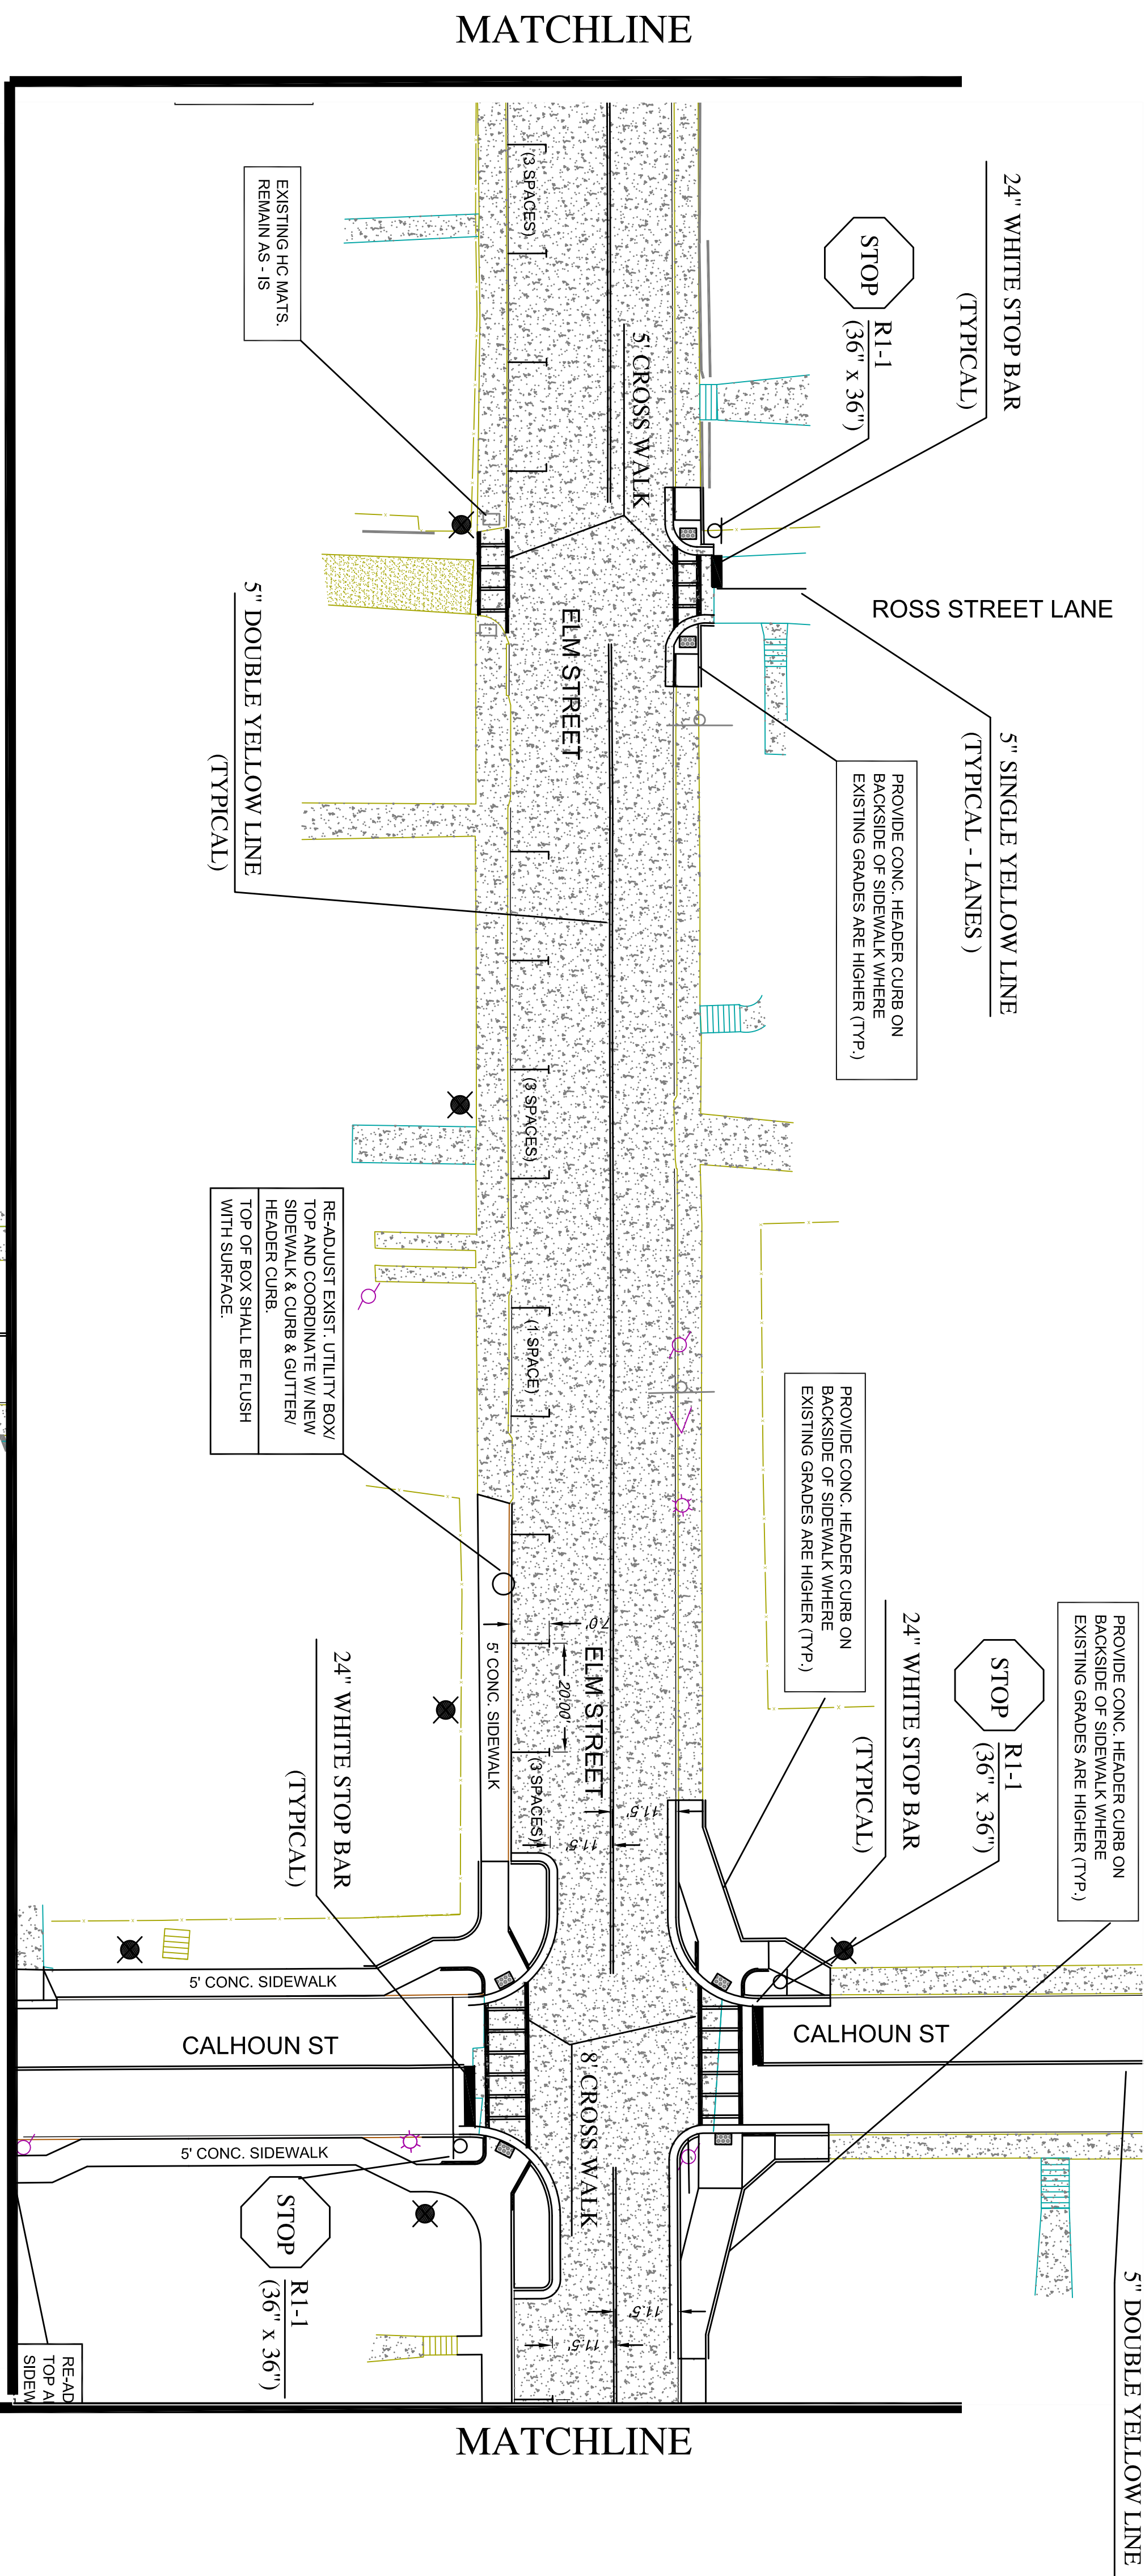 MATCHLINE
24" WHITE STOP BAR
(TYPICAL)
STOP
R1-1
(36" x 36")
(3 SPACES)
EXISTING HC MATS.
REMAIN AS - IS
5' CROSS WALK
ROSS STREET LANE
ELM STREET
5" DOUBLE YELLOW LINE
(TYPICAL)
5" SINGLE YELLOW LINE
(TYPICAL - LANES )
PROVIDE CONC. HEADER CURB ON
BACKSIDE OF SIDEWALK WHERE
EXISTING GRADES ARE HIGHER (TYP.)
(3 SPACES)
RE-ADJUST EXIST. UTILITY BOX/
TOP AND COORDINATE W/ NEW
SIDEWALK & CURB & GUTTER/
HEADER CURB.
TOP OF BOX SHALL BE FLUSH
WITH SURFACE.
(1 SPACE)
PROVIDE CONC. HEADER CURB ON
BACKSIDE OF SIDEWALK WHERE
EXISTING GRADES ARE HIGHER (TYP.)
PROVIDE CONC. HEADER CURB ON
BACKSIDE OF SIDEWALK WHERE
EXISTING GRADES ARE HIGHER (TYP.)
STOP
R1-1
(36" x 36")
24" WHITE STOP BAR
(TYPICAL)
7.0'
20.00'
ELM STREET
5' CONC. SIDEWALK
(3 SPACES)
11.5'
11.5'
24" WHITE STOP BAR
(TYPICAL)
5' CONC. SIDEWALK
CALHOUN ST
CALHOUN ST
8' CROSS WALK
5' CONC. SIDEWALK
STOP
R1-1
(36" x 36")
11.5'
11.5'
5" DOUBLE YELLOW LINE
RE-AD
TOP A
SIDEW
MATCHLINE